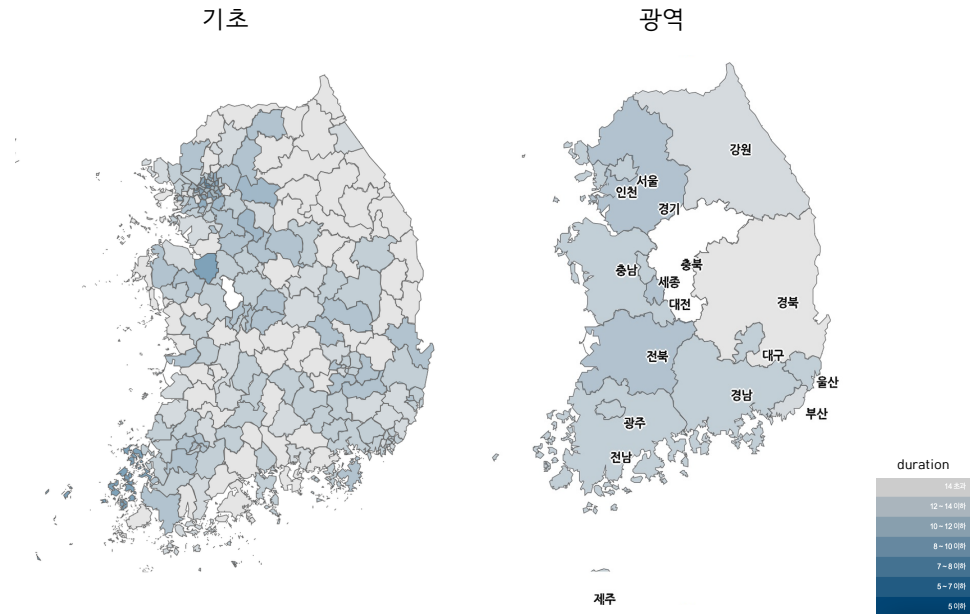 기초
광역
강원
서울
인천
경기
충남
충북
세종
대전
경북
전북
대구
경남
울산
부산
광주
전남
제주
duration
14 초과
12 ~ 14 이하
10 ~ 12 이하
8 ~ 10 이하
7 ~ 8 이하
5 ~ 7 이하
5 이하